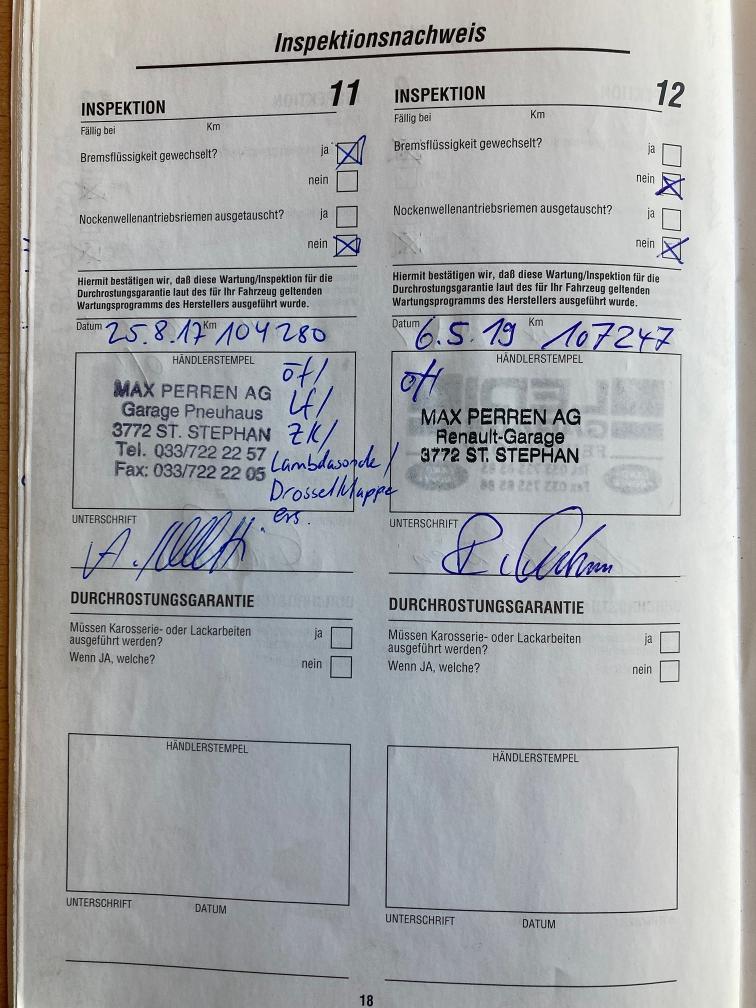 Inspektionsnachweis
INSPEKTION 11
Fällig bei Km
Bremsflüssigkeit gewechselt? ja
nein
Nockenwellenantriebsriemen ausgetauscht? ja
nein
Hiermit bestätigen wir, daß diese Wartung/Inspektion für die
Durchrostungsgarantie laut des für Ihr Fahrzeug geltenden
Wartungsprogramms des Herstellers ausgeführt wurde.
Datum 25.8.17 Km 104280
HÄNDLERSTEMPEL
MAX PERREN AG
Garage Pneuhaus
3772 ST. STEPHAN
Tel. 033/722 22 57
Fax: 033/722 22 05
öf/
Lf/
ZK/
Lambdasonde/
Drosselklappe
ers.
UNTERSCHRIFT
DURCHROSTUNGSGARANTIE
Müssen Karosserie- oder Lackarbeiten ja
ausgeführt werden?
Wenn JA, welche? nein
HÄNDLERSTEMPEL
UNTERSCHRIFT DATUM
INSPEKTION 12
Fällig bei Km
Bremsflüssigkeit gewechselt? ja
nein
Nockenwellenantriebsriemen ausgetauscht? ja
nein
Hiermit bestätigen wir, daß diese Wartung/Inspektion für die
Durchrostungsgarantie laut des für Ihr Fahrzeug geltenden
Wartungsprogramms des Herstellers ausgeführt wurde.
Datum 6.5.19 Km 107247
HÄNDLERSTEMPEL
öf/
MAX PERREN AG
Renault-Garage
3772 ST. STEPHAN
UNTERSCHRIFT
DURCHROSTUNGSGARANTIE
Müssen Karosserie- oder Lackarbeiten ja
ausgeführt werden?
Wenn JA, welche? nein
HÄNDLERSTEMPEL
UNTERSCHRIFT DATUM
18